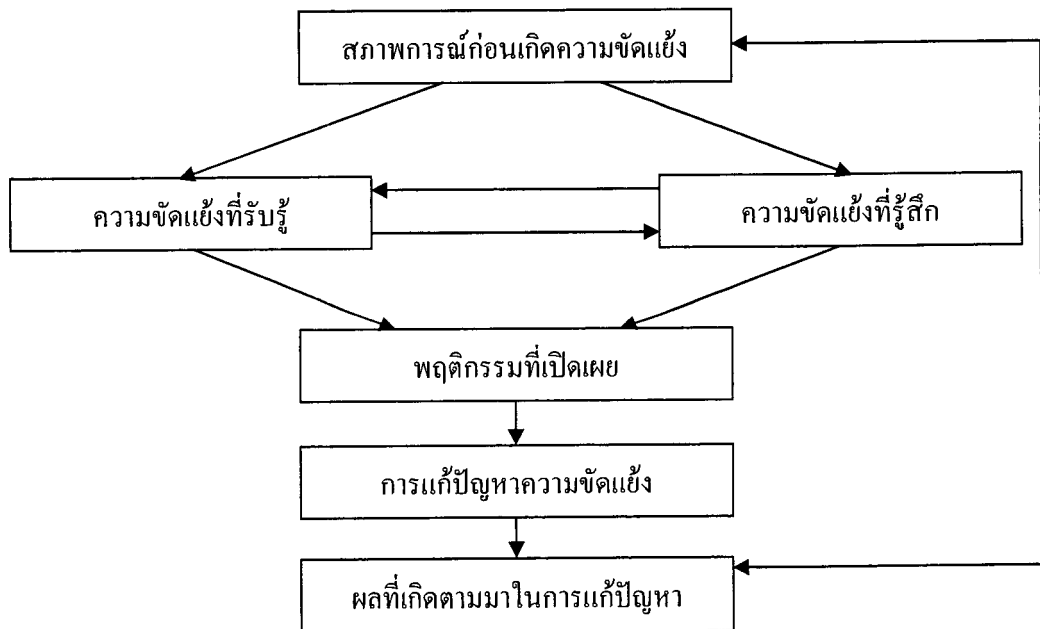 สภาพการณ์ก่อนเกิดความขัดแย้ง
ความขัดแย้งที่รับรู้
ความขัดแย้งที่รู้สึก
พฤติกรรมที่เปิดเผย
การแก้ปัญหาความขัดแย้ง
ผลที่เกิดตามมาในการแก้ปัญหา